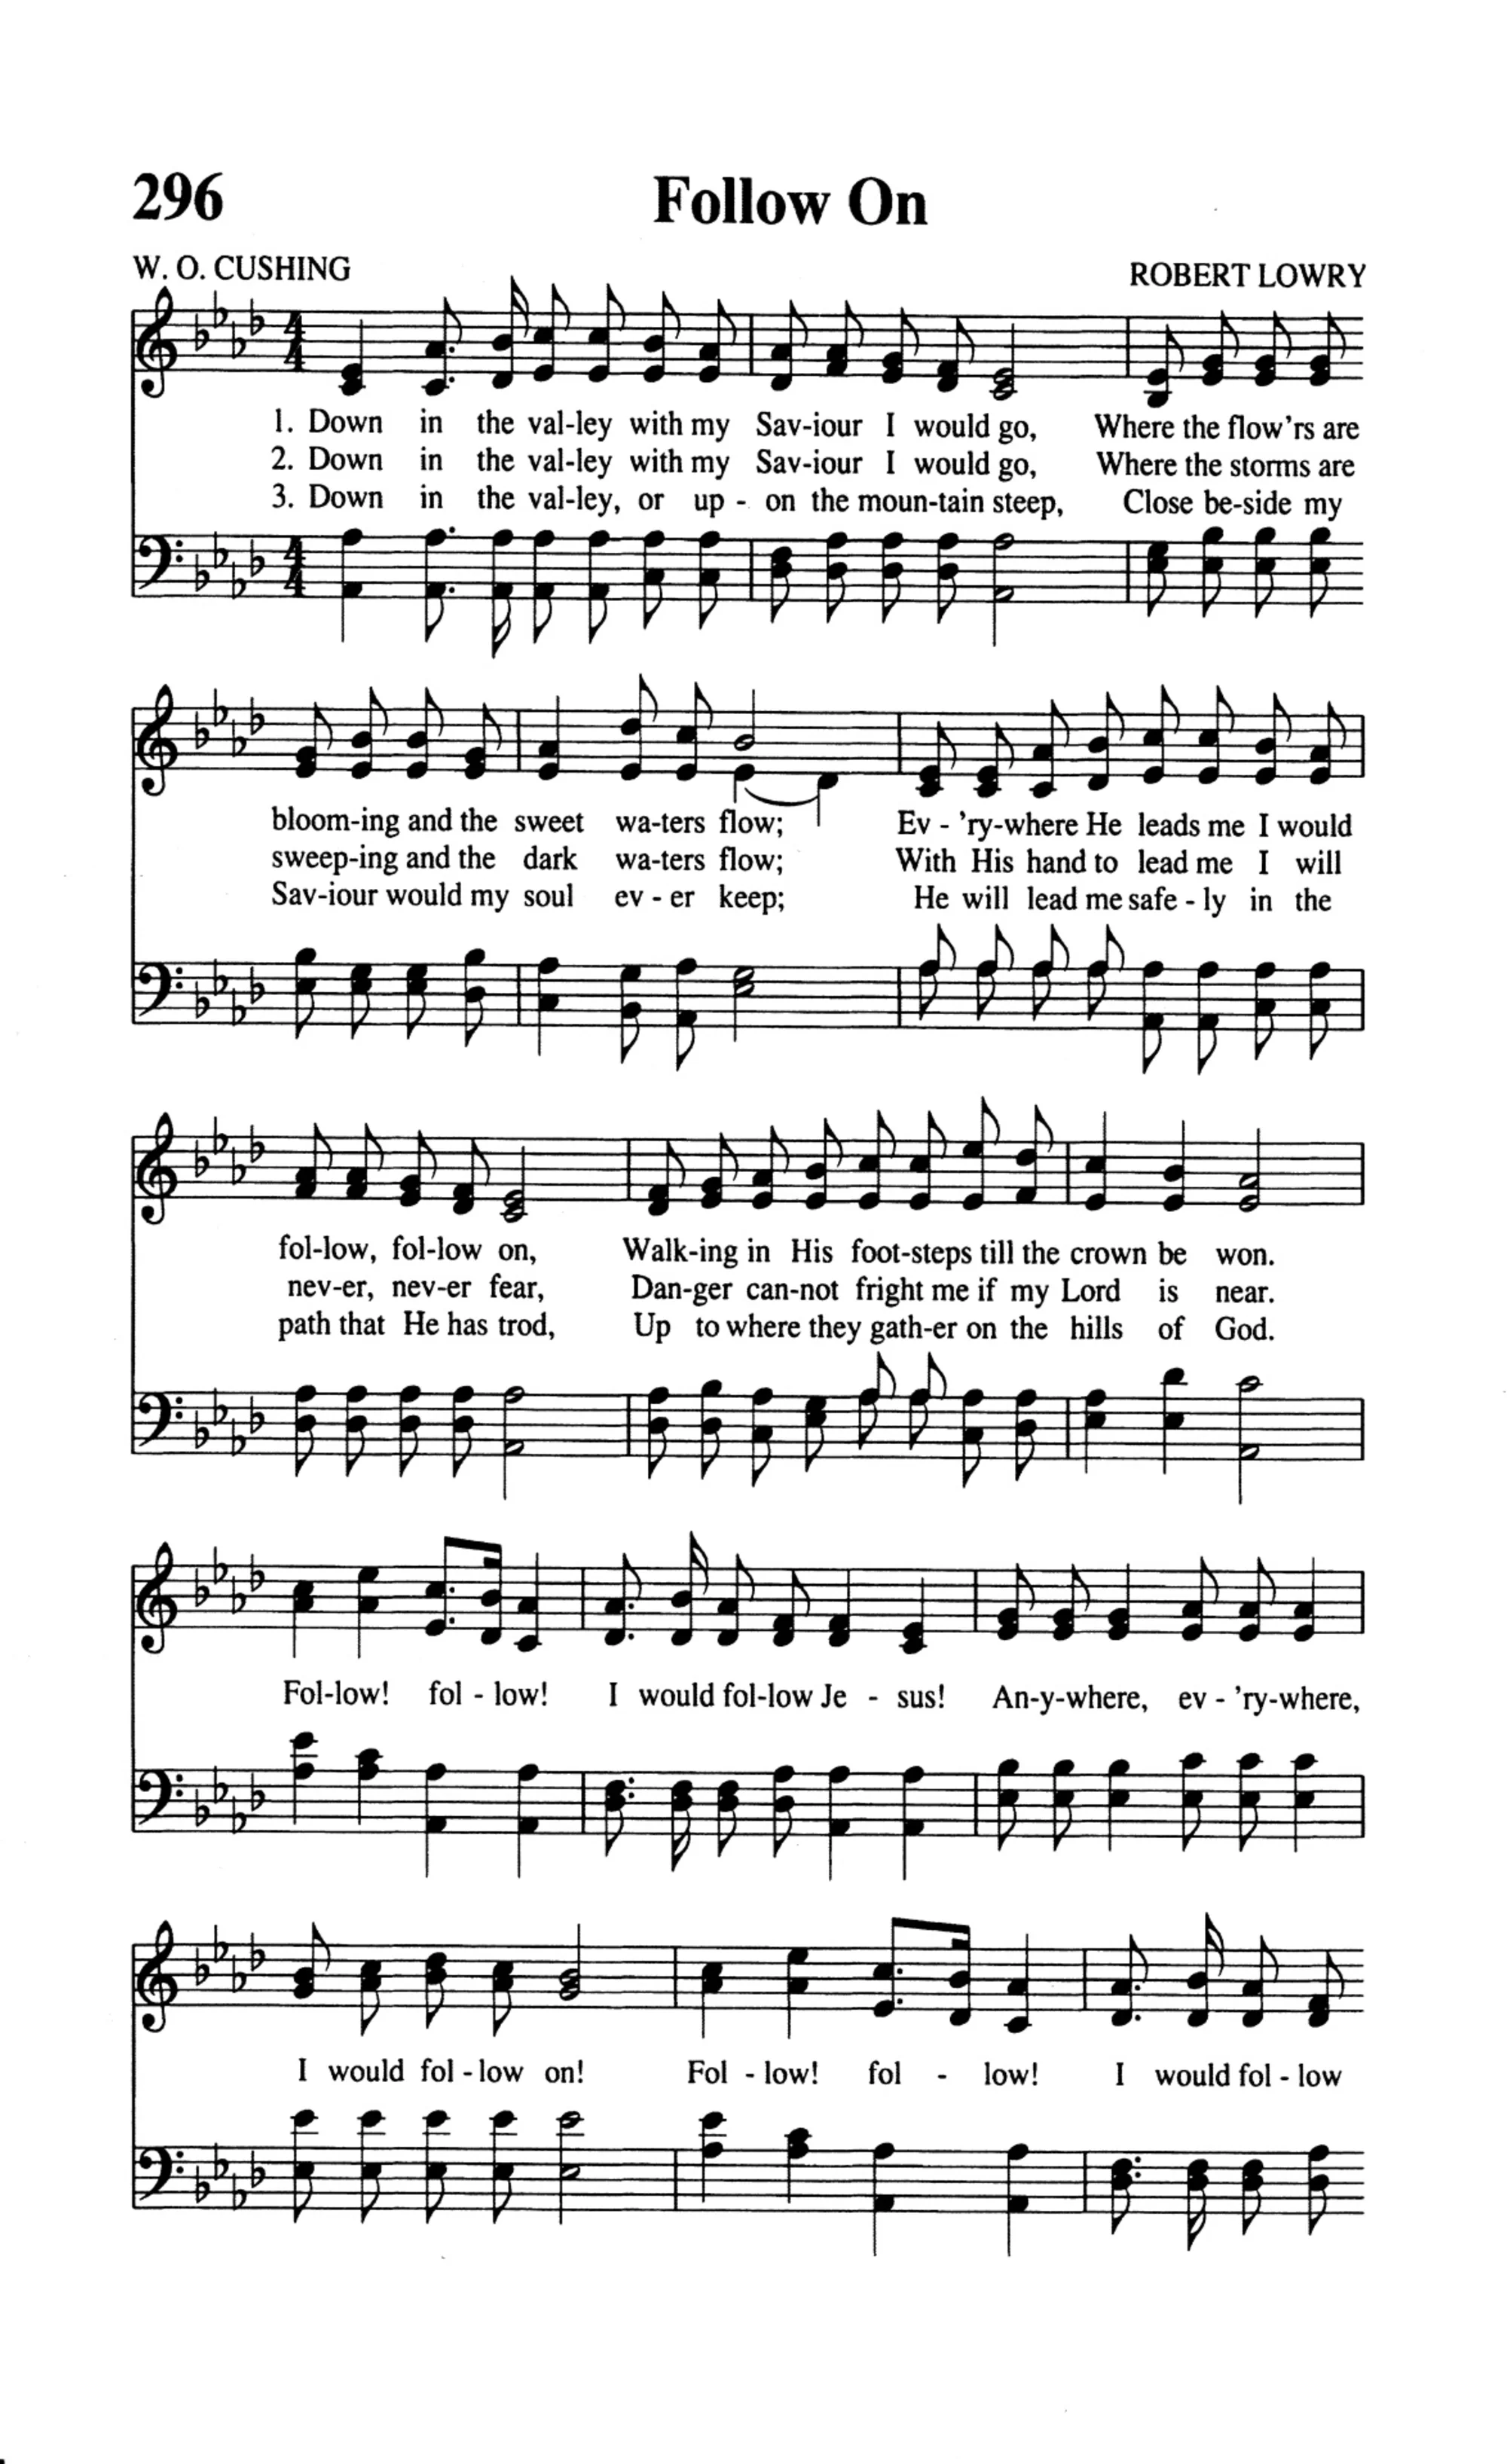 296 Follow On
W. O. CUSHING ROBERT LOWRY
1. Down in the val-ley with my Sav-iour I would go, Where the flow'rs are
2. Down in the val-ley with my Sav-iour I would go, Where the storms are
3. Down in the val-ley, or up - on the moun-tain steep, Close be-side my
bloom-ing and the sweet wa-ters flow; Ev - 'ry-where He leads me I would
sweep-ing and the dark wa-ters flow; With His hand to lead me I will
Sav-iour would my soul ev - er keep; He will lead me safe - ly in the
fol-low, fol-low on, Walk-ing in His foot-steps till the crown be won.
nev-er, nev-er fear, Dan-ger can-not fright me if my Lord is near.
path that He has trod, Up to where they gath-er on the hills of God.
Fol-low! fol - low! I would fol-low Je - sus! An-y-where, ev - 'ry-where,
I would fol - low on! Fol - low! fol - low! I would fol - low